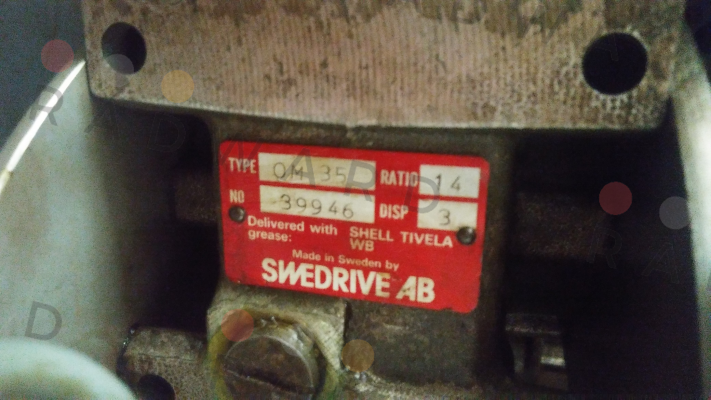 TYPE OM 35 RATIO 14
NO 39946 DISP 3
Delivered with SHELL TIVELA
grease: WB
Made in Sweden by
SWEDRIVE AB